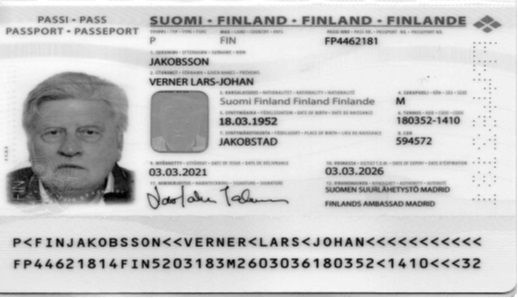 PASSI • PASS
PASSPORT • PASSEPORT
SUOMI • FINLAND • FINLAND • FINLANDE
P FIN FP4462181
JAKOBSSON
VERNER LARS-JOHAN
Suomi Finland Finland Finlande M
18.03.1952 180352-1410
JAKOBSTAD 594572
03.03.2021 03.03.2026
SUOMEN SUURLÄHETYSTÖ MADRID
FINLANDS AMBASSAD MADRID
P<FINJAKOBSSON<<VERNER<LARS<JOHAN<<<<<<<<<<<
FP44621814FIN5203183M2603036180352<1410<<<32